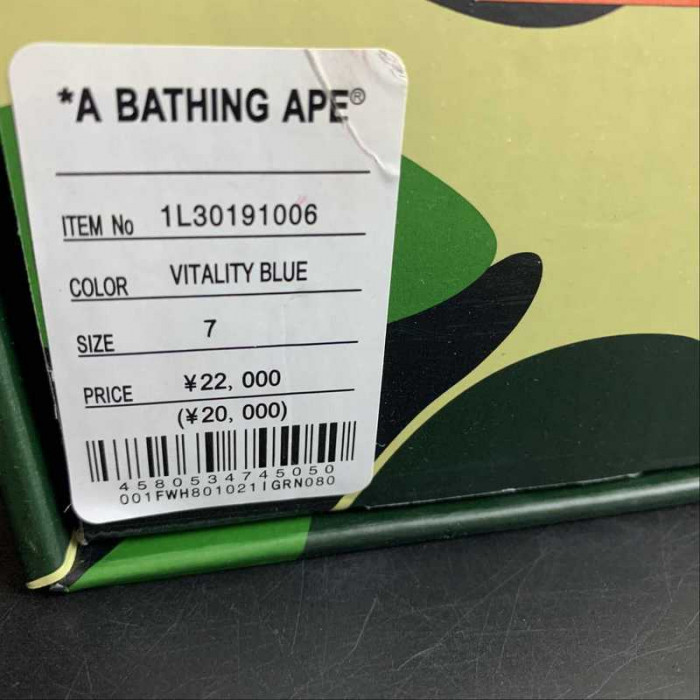 *A BATHING APE®
ITEM No 1L30191006
COLOR VITALITY BLUE
SIZE 7
PRICE ¥22, 000
(¥20, 000)
4580534745050
001FWH801021IGRN080